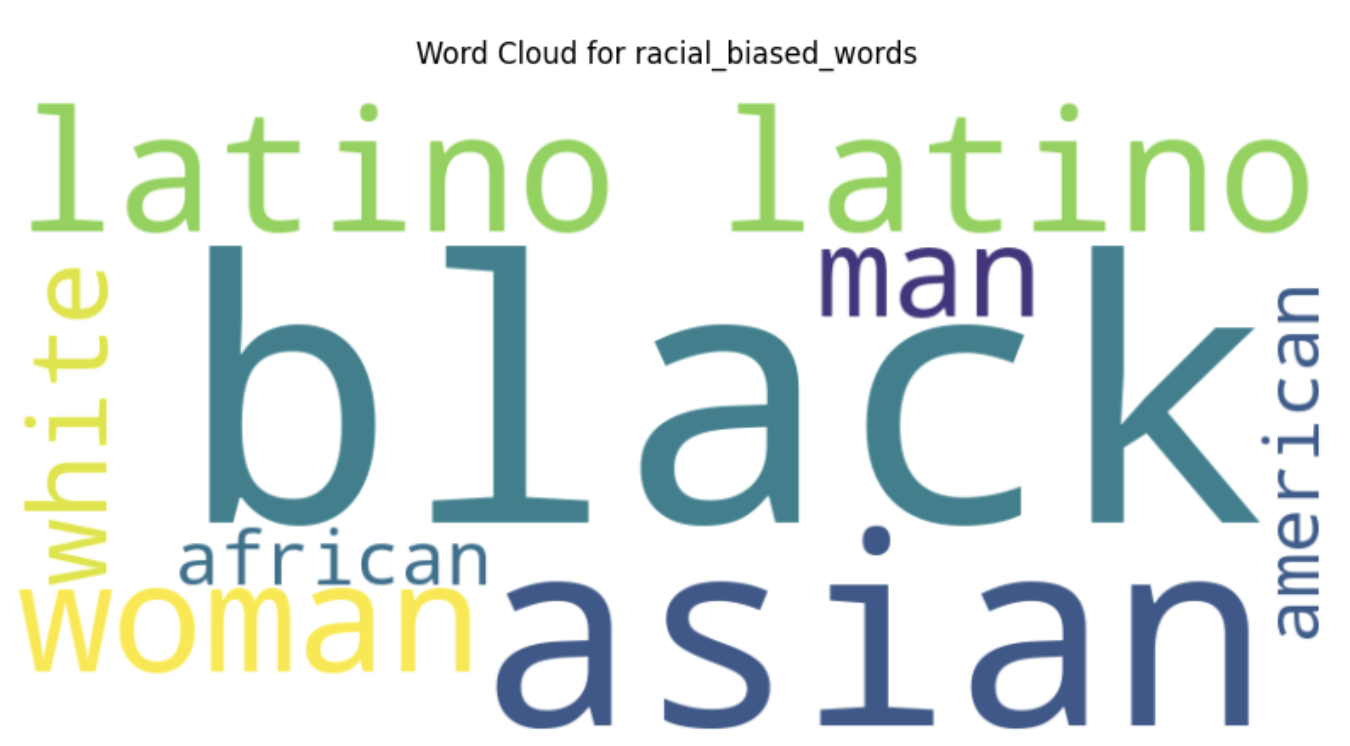 Word Cloud for racial_biased_words
latino latino
man
white
black
american
african
woman
asian